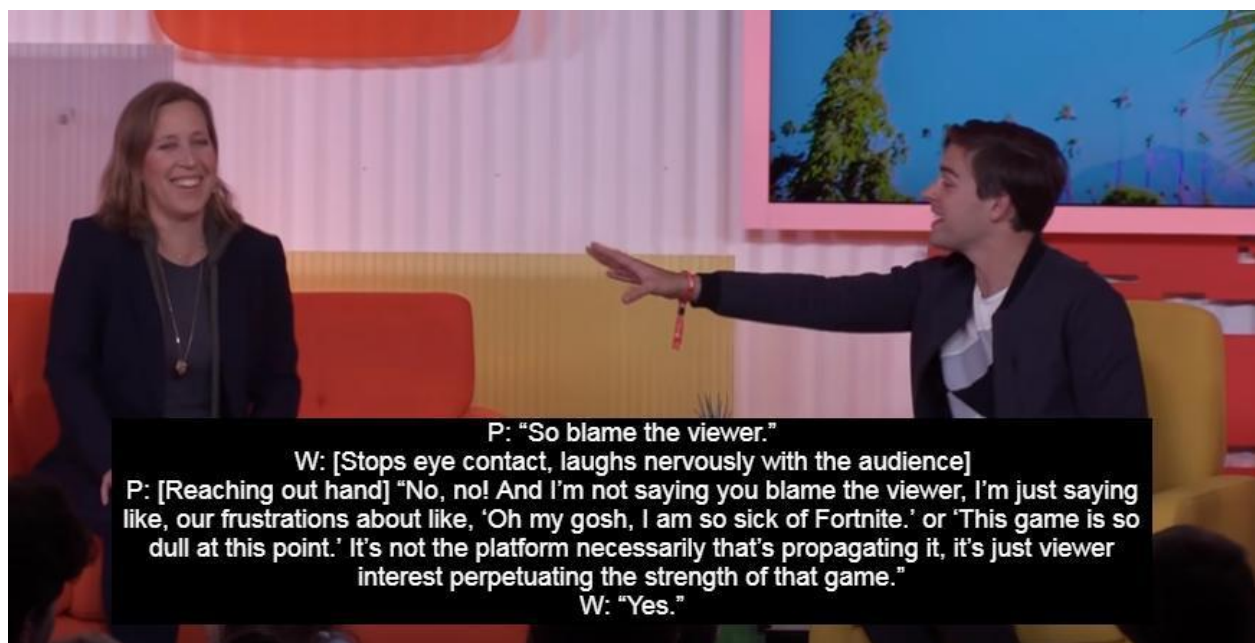 P: “So blame the viewer.”
W: [Stops eye contact, laughs nervously with the audience]
P: [Reaching out hand] “No, no! And I’m not saying you blame the viewer, I’m just saying
like, our frustrations about like, ‘Oh my gosh, I am so sick of Fortnite.’ or ‘This game is so
dull at this point.’ It’s not the platform necessarily that’s propagating it, it’s just viewer
interest perpetuating the strength of that game.”
W: “Yes.”